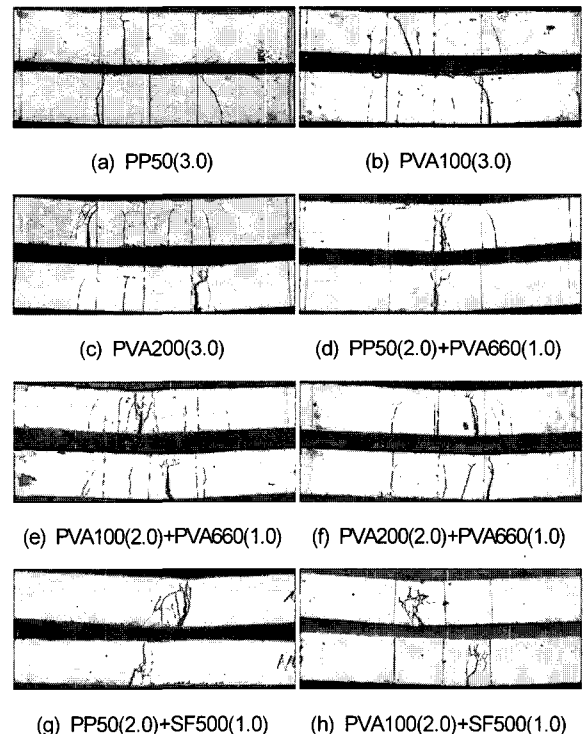 (a) PP50(3.0)
(b) PVA100(3.0)
(c) PVA200(3.0)
(d) PP50(2.0)+PVA660(1.0)
(e) PVA100(2.0)+PVA660(1.0)
(f) PVA200(2.0)+PVA660(1.0)
(g) PP50(2.0)+SF500(1.0)
(h) PVA100(2.0)+SF500(1.0)